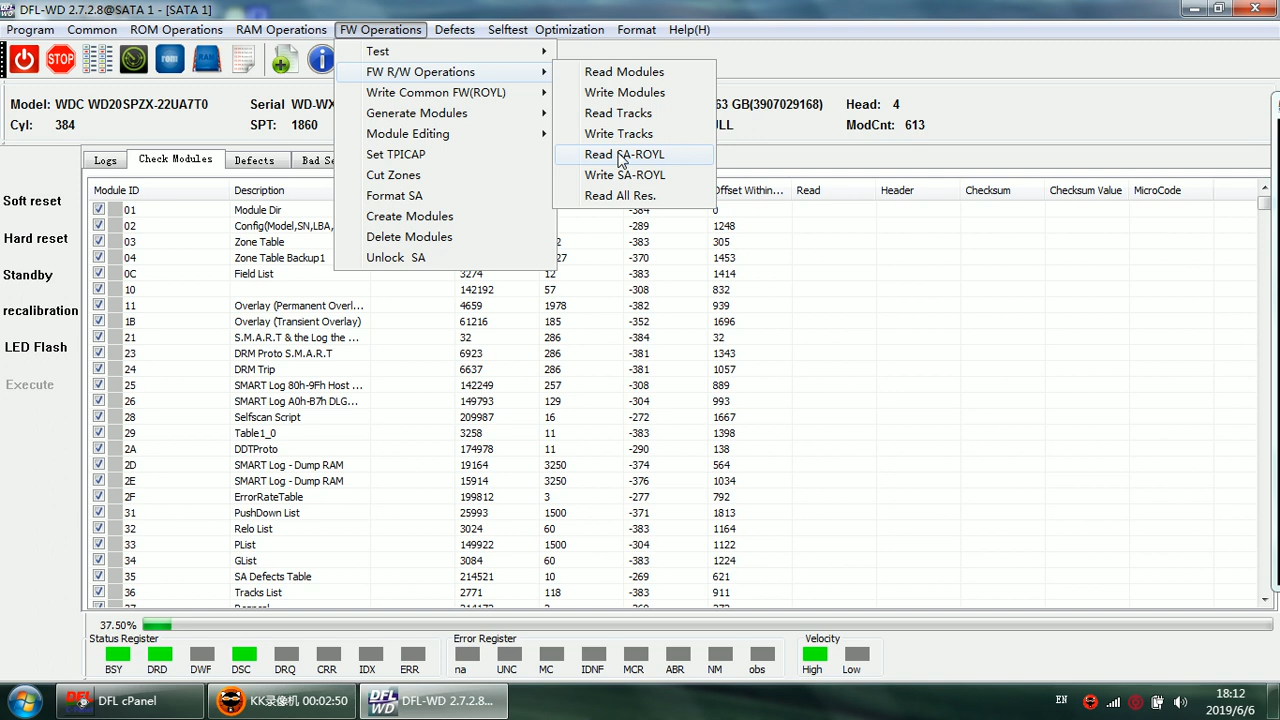 DFL-WD 2.7.2.8@SATA 1 - [SATA 1]
Program Common ROM Operations RAM Operations FW Operations Defects Selftest Optimization Format Help(H)
STOP rom RAM
Test
FW R/W Operations
Write Common FW(ROYL)
Generate Modules
Module Editing
Set TPICAP
Cut Zones
Format SA
Create Modules
Delete Modules
Unlock SA
Read Modules
Write Modules
Read Tracks
Write Tracks
Read SA-ROYL
Write SA-ROYL
Read All Res.
Model: WDC WD20SPZX-22UA7T0 Serial WD-WX 63 GB(3907029168) Head: 4
Cyl: 384 SPT: 1860 ModCnt: 613
Soft reset
Hard reset
Standby
recalibration
LED Flash
Execute
Logs Check Modules Defects
Module ID Description Offset Within... Read Header Checksum Checksum Value MicroCode
01 Module Dir -384 0
02 Config(Model,SN,LBA, -289 1248
03 Zone Table -383 305
04 Zone Table Backup1 -370 1453
0C Field List 3274 12 -383 1414
10 142192 57 -308 832
11 Overlay (Permanent Overl... 4659 1978 -382 939
1B Overlay (Transient Overlay) 61216 185 -352 1696
21 S.M.A.R.T & the Log the ... 32 286 -384 32
23 DRM Proto S.M.A.R.T 6923 286 -381 1343
24 DRM Trip 6637 286 -381 1057
25 SMART Log 80h-9Fh Host ... 142249 257 -308 889
26 SMART Log A0h-B7h DLG... 149793 129 -304 993
28 Selfscan Script 209987 16 -272 1667
29 Table1_0 3258 11 -383 1398
2A DDTProto 174978 11 -290 138
2D SMART Log - Dump RAM 19164 3250 -374 564
2E SMART Log - Dump RAM 15914 3250 -376 1034
2F ErrorRateTable 199812 3 -277 792
31 PushDown List 25993 1500 -371 1813
32 Relo List 3024 60 -383 1164
33 PList 149922 1500 -304 1122
34 GList 3084 60 -383 1224
35 SA Defects Table 214521 10 -269 621
36 Tracks List 2771 118 -383 911
37.50%
Status Register Error Register Velocity
BSY DRD DWF DSC DRQ CRR IDX ERR na UNC MC IDNF MCR ABR NM obs High Low
DFL cPanel KK录像机 00:02:50 DFL-WD 2.7.2.8... EN 18:12
2019/6/6